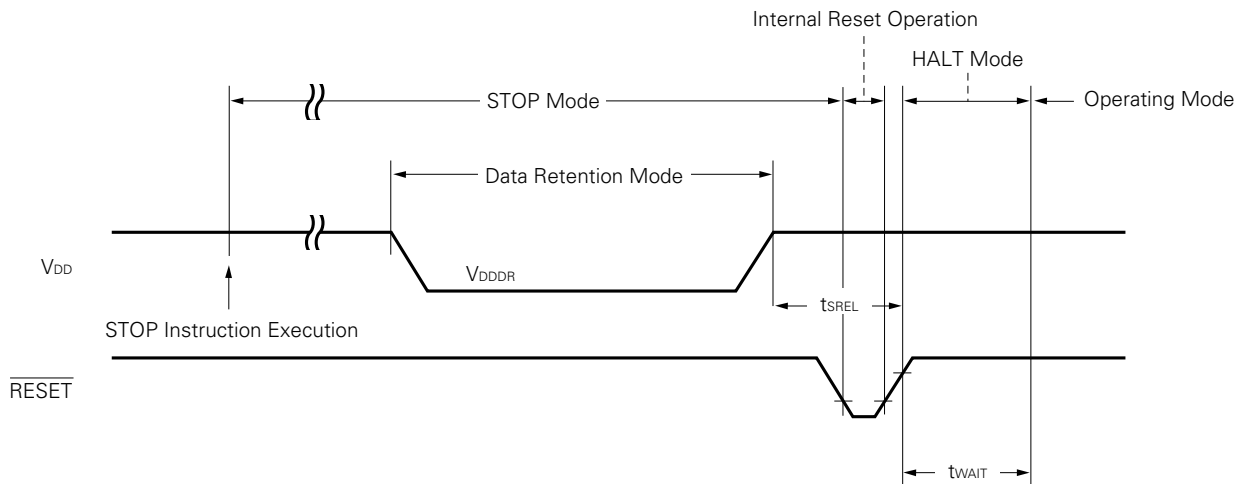 Internal Reset Operation
HALT Mode
STOP Mode
Operating Mode
Data Retention Mode
VDD
VDDDR
tSREL
STOP Instruction Execution
RESET
tWAIT